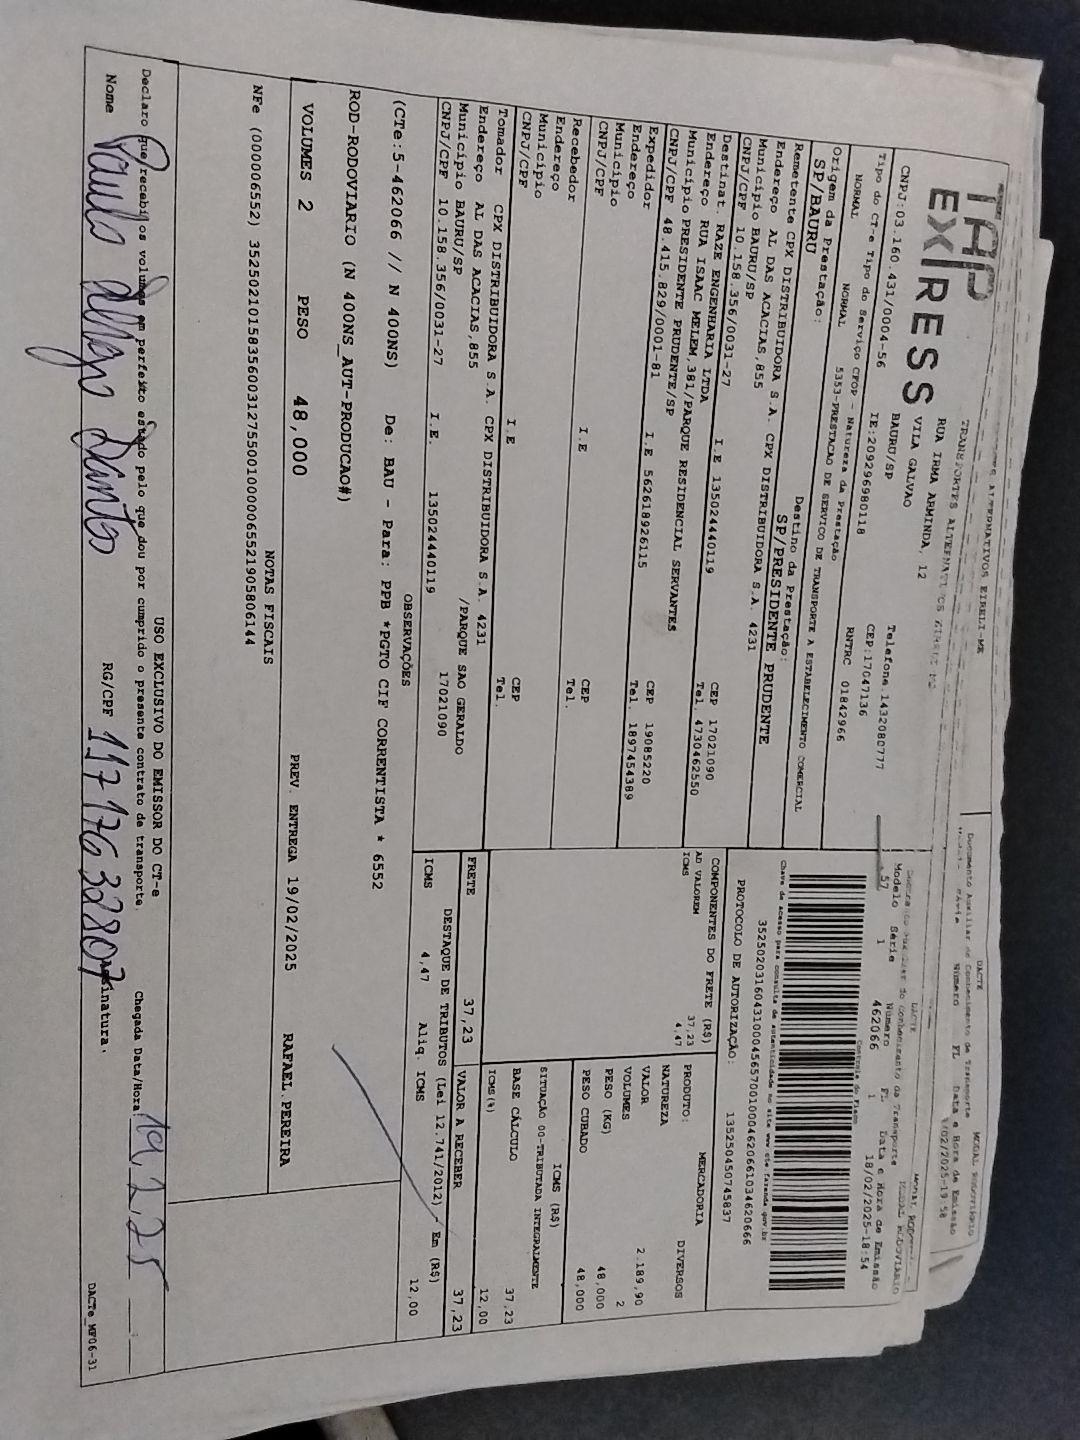 TAP
EXPRESS
RUA IRMA ARMINDA, 12
VILA GALVAO
BAURU/SP
Telefone 1432080777
CEP:17047136
CNPJ:03.160.431/0004-56
IE:209296980118
RNTRC 01842966
DACTE
Modelo Série Número FL Data e Hora de Emissão
57 1 462066 1 18/02/2025-18:54
Controle do Fisco
Tipo do CT-e Tipo do Serviço CFOP - Natureza da Prestação
NORMAL NORMAL 5353-PRESTACAO DE SERVICO DE TRANSPORTE A ESTABELECIMENTO COMERCIAL
Origem da Prestação: Destino da Prestação:
SP/BAURU SP/PRESIDENTE PRUDENTE
Chave de acesso para consulta de autenticidade no site www.cte.fazenda.gov.br
35250203160431000456570010004620661034620666
PROTOCOLO DE AUTORIZAÇÃO: 135250450745837
Remetente CPX DISTRIBUIDORA S.A. CPX DISTRIBUIDORA S.A. 4231
Endereço AL DAS ACACIAS,855
Município BAURU/SP CEP 17021090
CNPJ/CPF 10.158.356/0031-27 I.E 135024440119 Tel. 4730462550
Destinat. RAZE ENGENHARIA LTDA
Endereço RUA ISAAC MELEM,381/PARQUE RESIDENCIAL SERVANTES
Município PRESIDENTE PRUDENTE/SP CEP 19085220
CNPJ/CPF 48.415.829/0001-81 I.E 562618926115 Tel. 1897454389
Expedidor
Endereço
Município CEP
CNPJ/CPF I.E Tel.
Recebedor
Endereço
Município CEP
CNPJ/CPF I.E Tel.
Tomador CPX DISTRIBUIDORA S.A. CPX DISTRIBUIDORA S.A. 4231
Endereço AL DAS ACACIAS,855 /PARQUE SAO GERALDO
Município BAURU/SP 17021090
CNPJ/CPF 10.158.356/0031-27 I.E. 135024440119
COMPONENTES DO FRETE (R$)
AD VALOREM 37,23
ICMS 4,47
FRETE 37,23
PRODUTO: MERCADORIA
NATUREZA DIVERSOS
VALOR 2.189,90
VOLUMES 2
PESO (KG) 48,000
PESO CUBADO 48,000
ICMS (R$)
SITUAÇÃO 00-TRIBUTADA INTEGRALMENTE
BASE CÁLCULO 37,23
ICMS(%) 12,00
VALOR A RECEBER 37,23
DESTAQUE DE TRIBUTOS (Lei 12.741/2012) - Em (R$)
ICMS 4,47 Aliq. ICMS 12,00
OBSERVAÇÕES
(CTe:5-462066 // N 400NS) De: BAU - Para: PPB *PGTO CIF CORRENTISTA * 6552
ROD-RODOVIARIO (N 400NS_AUT-PRODUCAO#)
VOLUMES 2 PESO 48,000 PREV. ENTREGA 19/02/2025 RAFAEL.PEREIRA
NOTAS FISCAIS
NFe (000006552) 35250210158356003127550010000065521905806144
USO EXCLUSIVO DO EMISSOR DO CT-e
Declaro que recebi os volumes em perfeito estado pelo que dou por cumprido o presente contrato de transporte. Chegada Data/Hora: 19.2.25
Nome Paulo Santos RG/CPF 11717632807 Assinatura.
DACTe_MF06-31